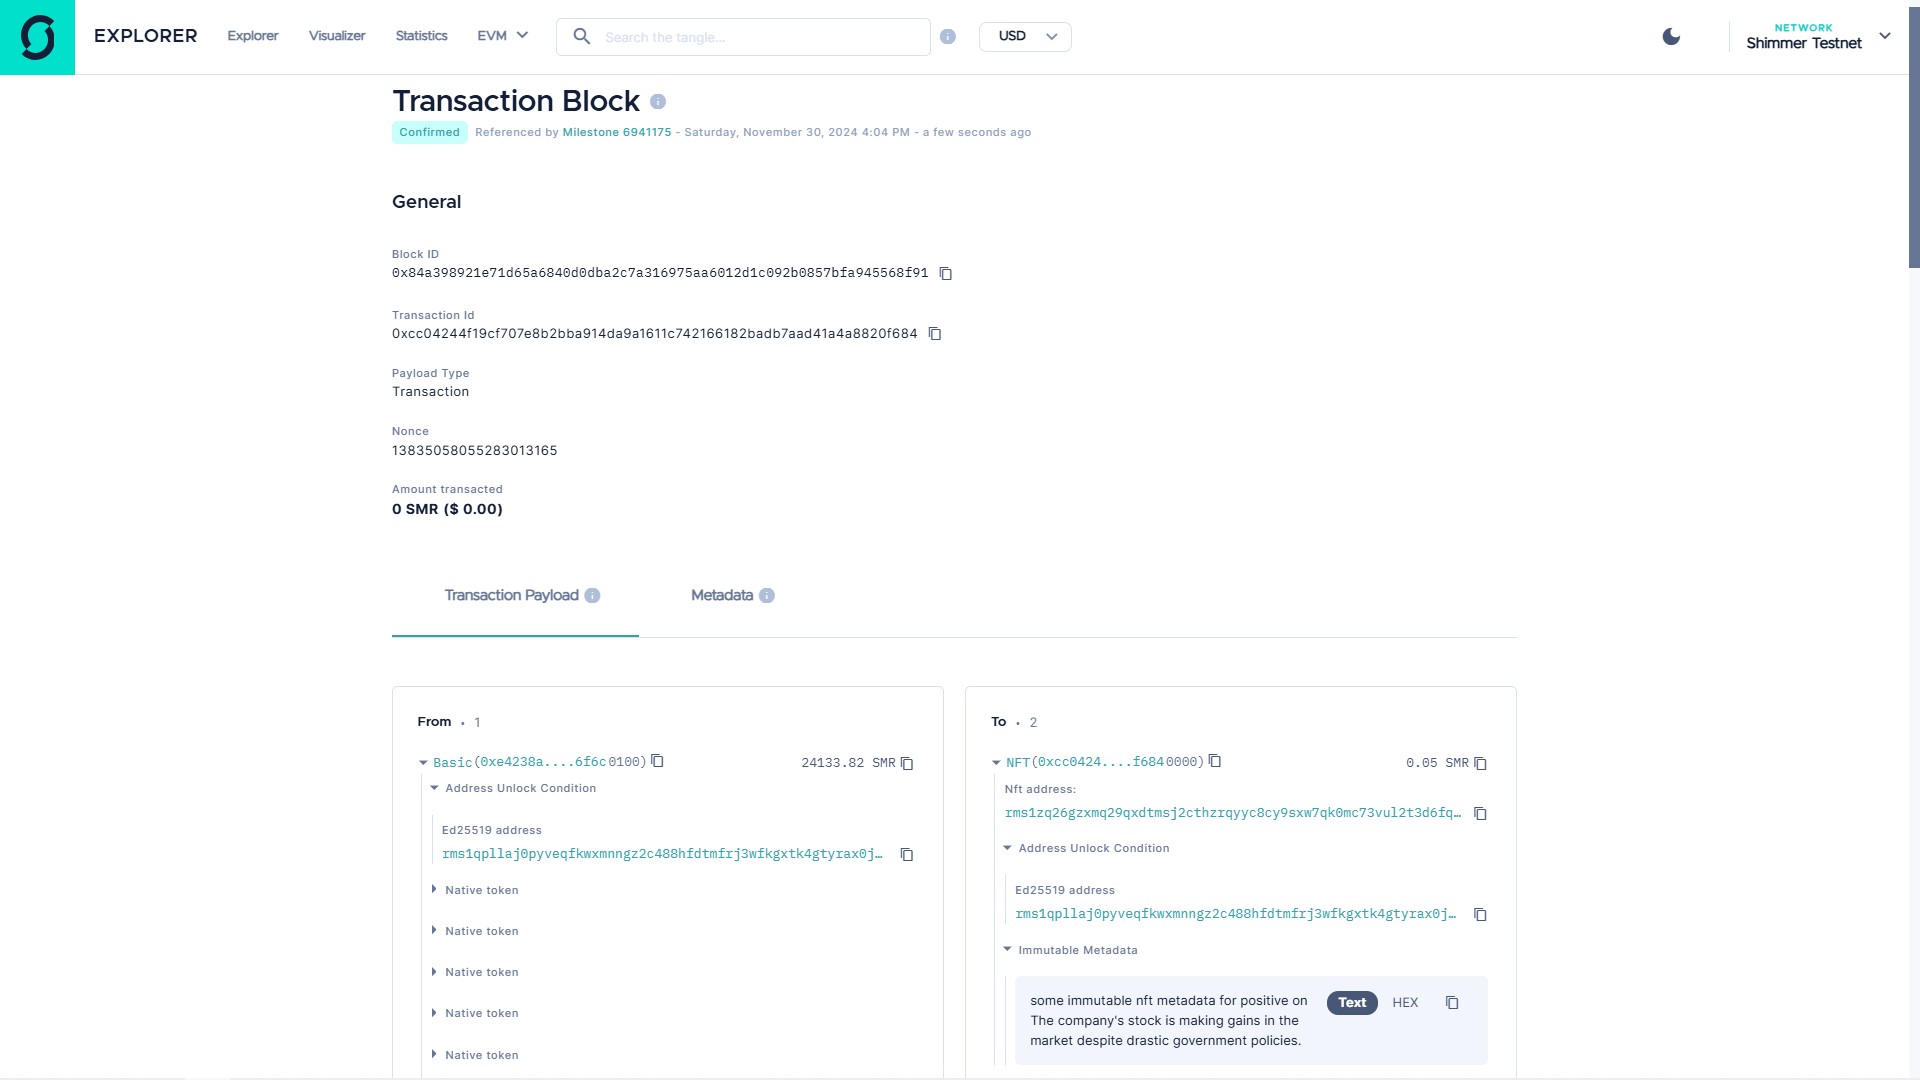 EXPLORER Explorer Visualizer Statistics EVM Search the tangle... USD NETWORK
Shimmer Testnet
Transaction Block
Confirmed Referenced by Milestone 6941175 - Saturday, November 30, 2024 4:04 PM - a few seconds ago
General
Block ID
0x84a398921e71d65a6840d0dba2c7a316975aa6012d1c092b0857bfa945568f91
Transaction Id
0xcc04244f19cf707e8b2bba914da9a1611c742166182badb7aad41a4a8820f684
Payload Type
Transaction
Nonce
13835058055283013165
Amount transacted
0 SMR ($ 0.00)
Transaction Payload Metadata
From • 1
Basic(0xe4238a....6f6c0100) 24133.82 SMR
Address Unlock Condition
Ed25519 address
rms1qpllaj0pyveqfkwxmnngz2c488hfdtmfrj3wfkgxtk4gtyrax0j…
Native token
Native token
Native token
Native token
Native token
To • 2
NFT(0xcc0424....f6840000) 0.05 SMR
Nft address:
rms1zq26gzxmq29qxdtmsj2cthzrqyyc8cy9sxw7qk0mc73vul2t3d6fq…
Address Unlock Condition
Ed25519 address
rms1qpllaj0pyveqfkwxmnngz2c488hfdtmfrj3wfkgxtk4gtyrax0j…
Immutable Metadata
some immutable nft metadata for positive on Text HEX
The company's stock is making gains in the
market despite drastic government policies.